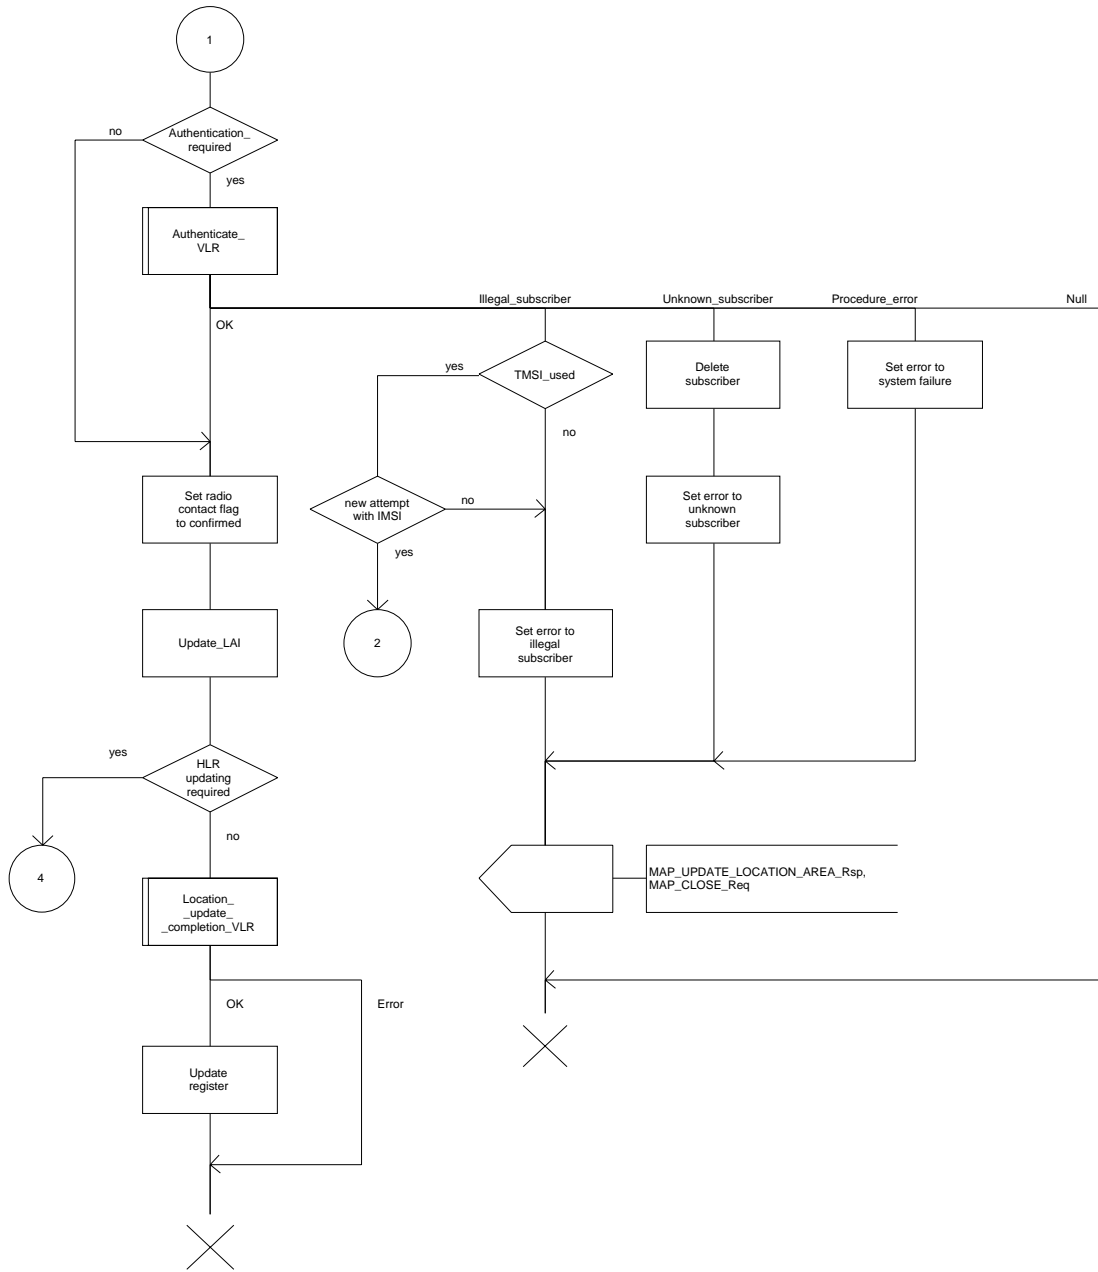 1
no
Authentication_
required
yes
Authenticate_
VLR
Illegal_subscriber
Unknown_subscriber
Procedure_error
Null
OK
yes
TMSI_used
Delete
subscriber
Set error to
system failure
no
Set radio
contact flag
to confirmed
new attempt
with IMSI
no
Set error to
unknown
subscriber
yes
Update_LAI
2
Set error to
illegal
subscriber
yes
HLR
updating
required
no
4
MAP_UPDATE_LOCATION_AREA_Rsp,
MAP_CLOSE_Req
Location_
_update_
_completion_VLR
OK
Error
Update
register